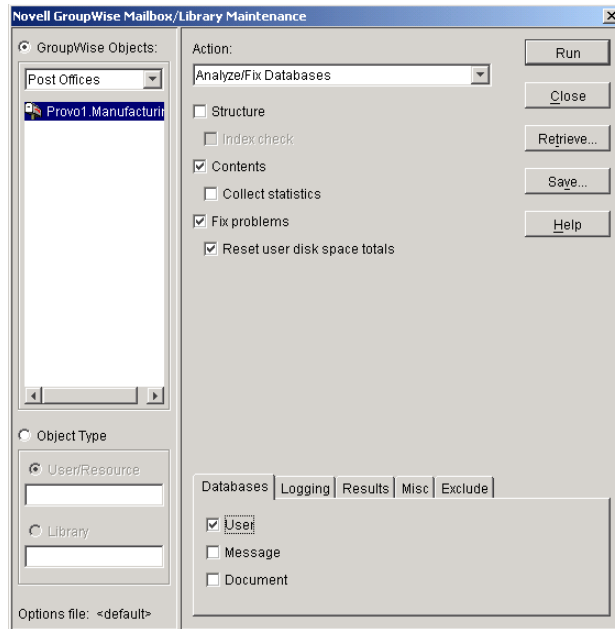 Novell GroupWise Mailbox/Library Maintenance
GroupWise Objects:
Post Offices
Provo1.Manufacturin
Object Type
User/Resource
Library
Options file: <default>
Action:
Analyze/Fix Databases
Structure
Index check
Contents
Collect statistics
Fix problems
Reset user disk space totals
Databases Logging Results Misc Exclude
User
Message
Document
Run
Close
Retrieve...
Save...
Help